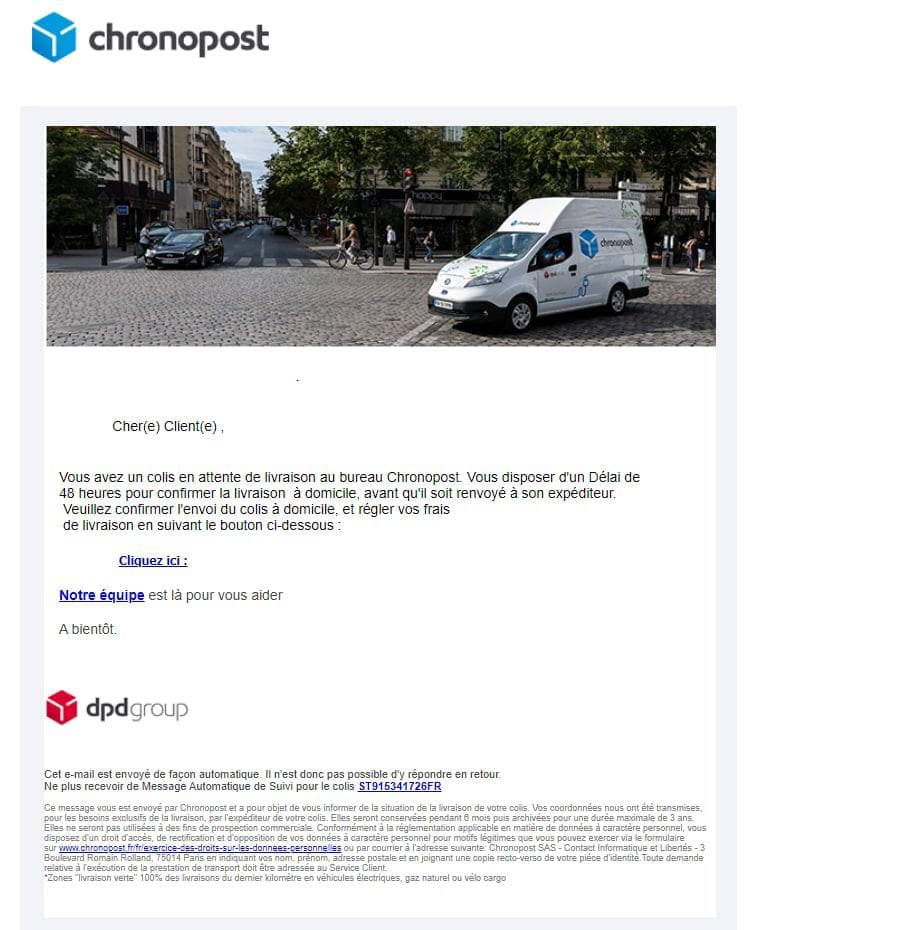 chronopost
happy
chronopost
chronopost
.
Cher(e) Client(e) ,
Vous avez un colis en attente de livraison au bureau Chronopost. Vous disposer d'un Délai de
48 heures pour confirmer la livraison  à domicile, avant qu'il soit renvoyé à son expéditeur.
Veuillez confirmer l'envoi du colis à domicile, et régler vos frais
de livraison en suivant le bouton ci-dessous :
Cliquez ici :
Notre équipe est là pour vous aider
A bientôt.
dpdgroup
Cet e-mail est envoyé de façon automatique. Il n'est donc pas possible d'y répondre en retour.
Ne plus recevoir de Message Automatique de Suivi pour le colis ST915341726FR
Ce message vous est envoyé par Chronopost et a pour objet de vous informer de la situation de la livraison de votre colis. Vos coordonnées nous ont été transmises,
pour les besoins exclusifs de la livraison, par l'expéditeur de votre colis. Elles seront conservées pendant 6 mois puis archivées pour une durée maximale de 3 ans.
Elles ne seront pas utilisées à des fins de prospection commerciale. Conformément à la réglementation applicable en matière de données à caractère personnel, vous
disposez d'un droit d'accès, de rectification et d'opposition de vos données à caractère personnel pour motifs légitimes que vous pouvez exercer via le formulaire
sur www.chronopost.fr/fr/exercice-des-droits-sur-les-donnees-personnelles ou par courrier à l'adresse suivante: Chronopost SAS - Contact Informatique et Libertés - 3
Boulevard Romain Rolland, 75014 Paris en indiquant vos nom, prénom, adresse postale et en joignant une copie recto-verso de votre pièce d'identité.Toute demande
relative à l'exécution de la prestation de transport doit être adressée au Service Client.
*Zones "livraison verte" 100% des livraisons du dernier kilomètre en véhicules électriques, gaz naturel ou vélo cargo